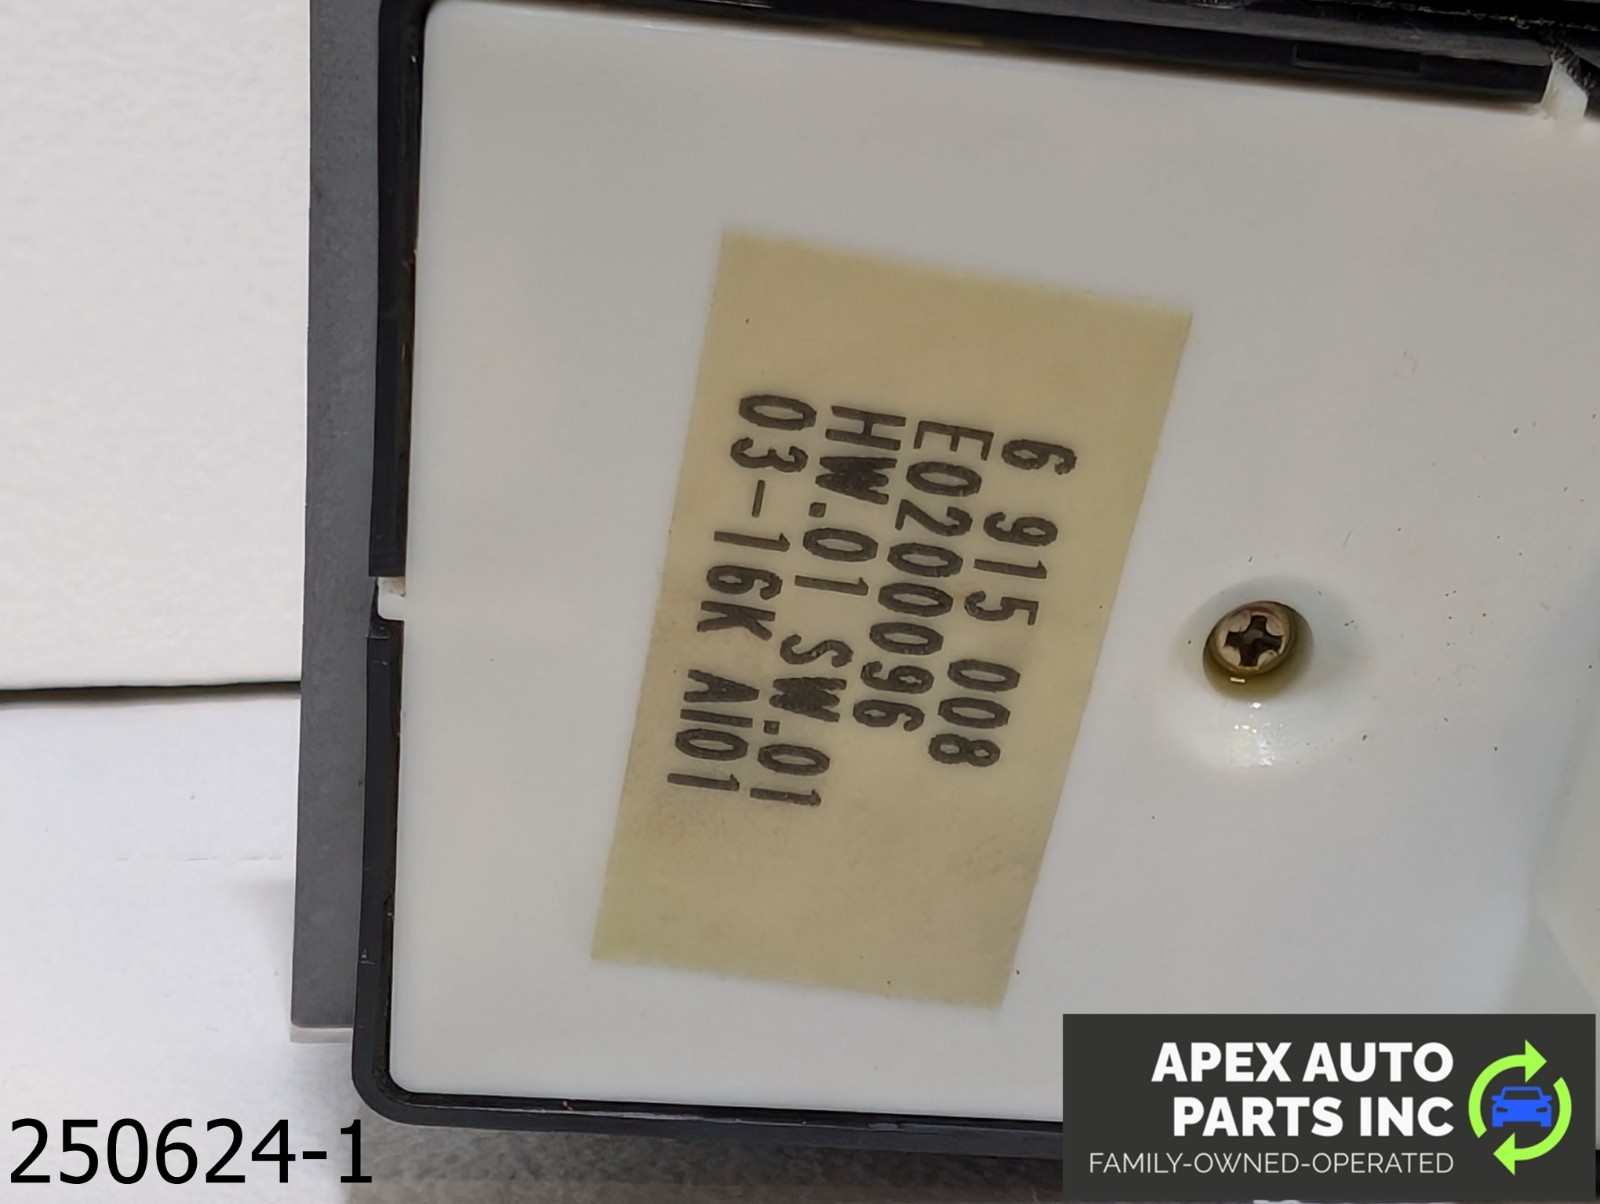 6 915 008
E02000096
HW.01 SW.01
03-16K AI01
250624-1
APEX AUTO
PARTS INC
FAMILY-OWNED-OPERATED